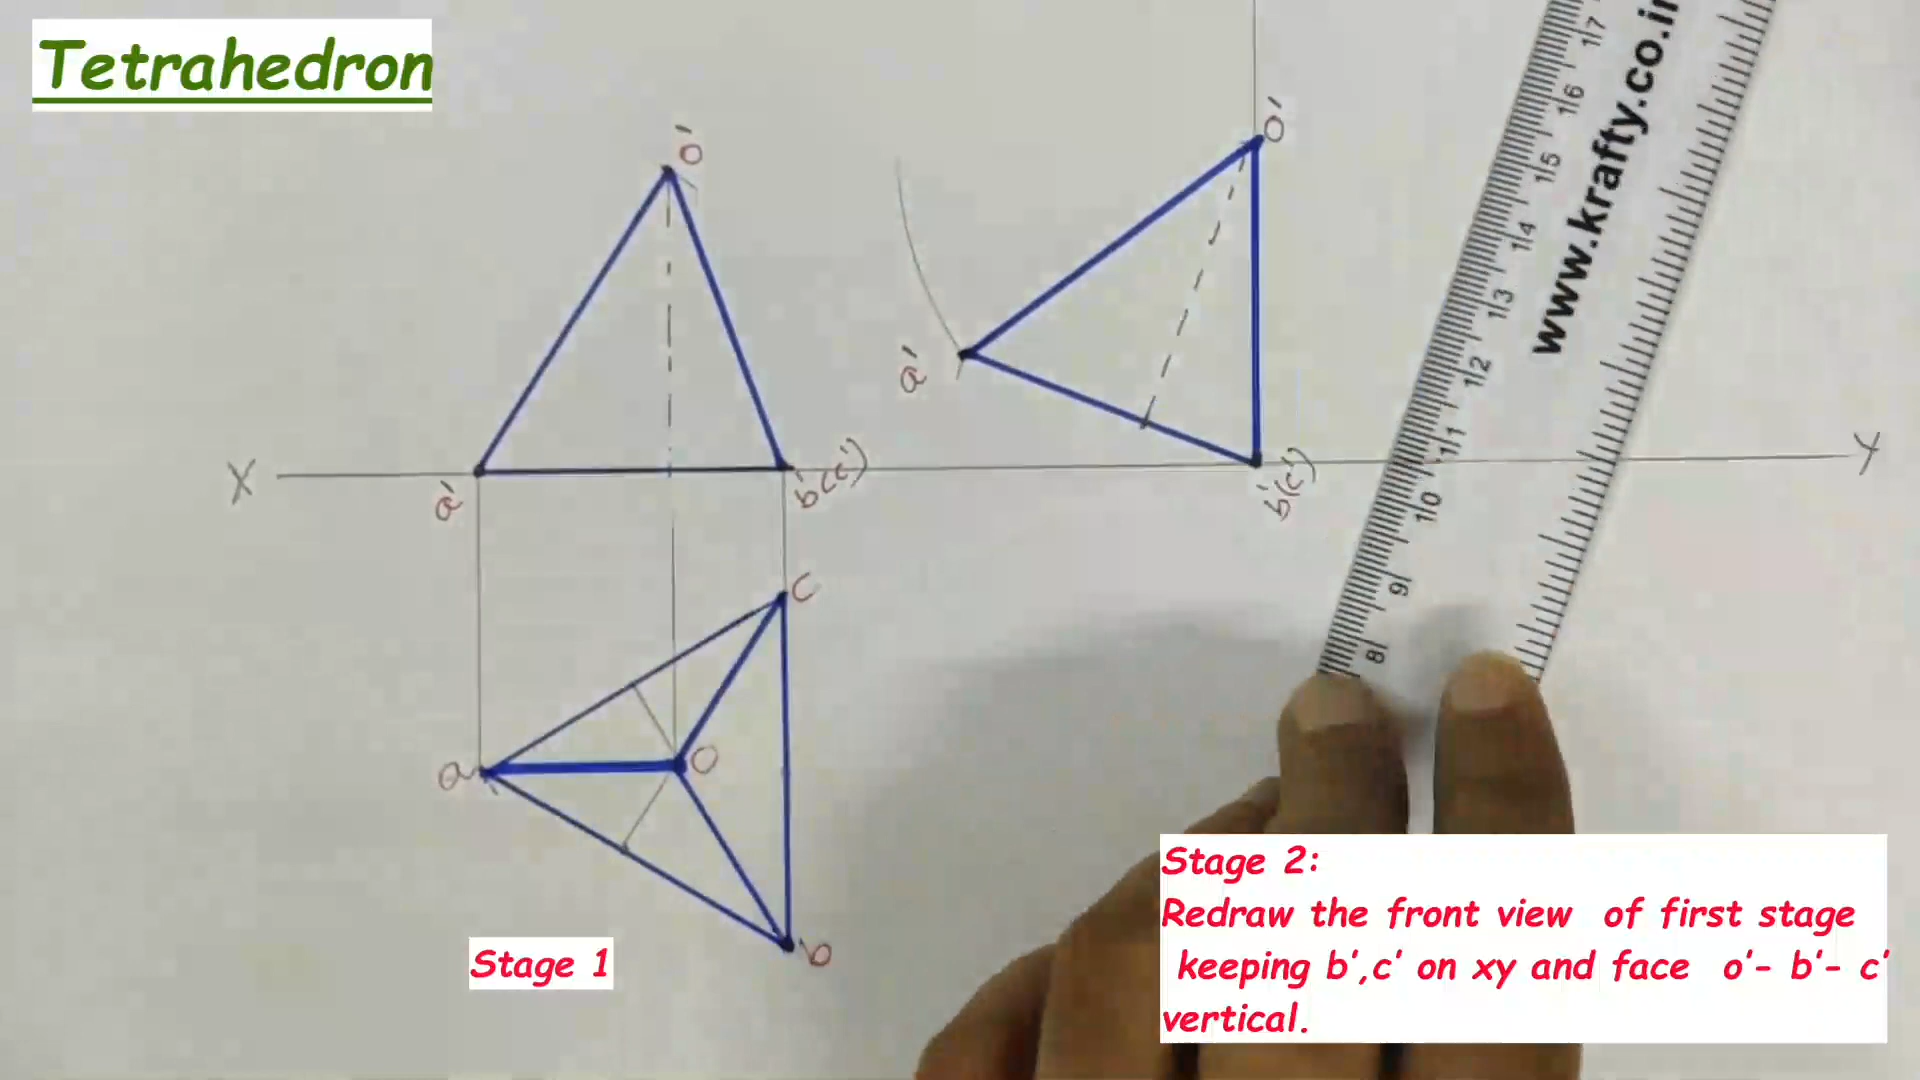 Tetrahedron
o'
o'
a'
X
a'
b'(c')
b'(c')
Y
c
a
o
b
17
16
15
14
13
12
11
10
9
8
www.krafty.co.in
Stage 1
Stage 2:
Redraw the front view of first stage
keeping b',c' on xy and face o'- b'- c'
vertical.